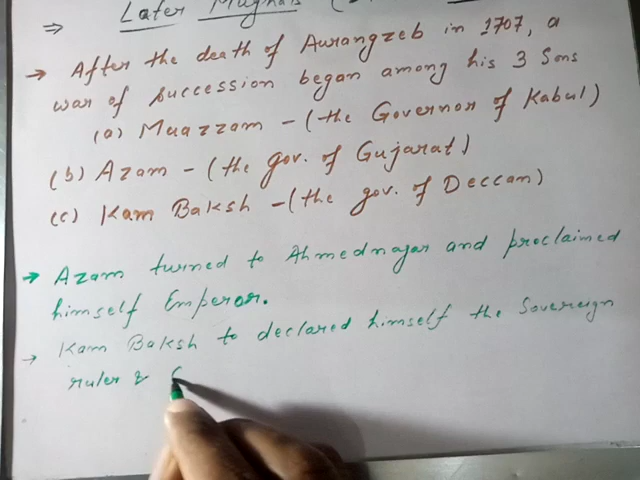 ⇒ Later Mughals (
→ After the death of Aurangzeb in 1707, a
war of succession began among his 3 Sons
(a) Muazzam - (the Governor of Kabul)
(b) Azam - (the gov. of Gujarat)
(c) Kam Baksh - (the gov. of Deccan)
→ Azam turned to Ahmednagar and proclaimed
himself Emperor.
→ Kam Baksh to declared himself the Sovereign
ruler &